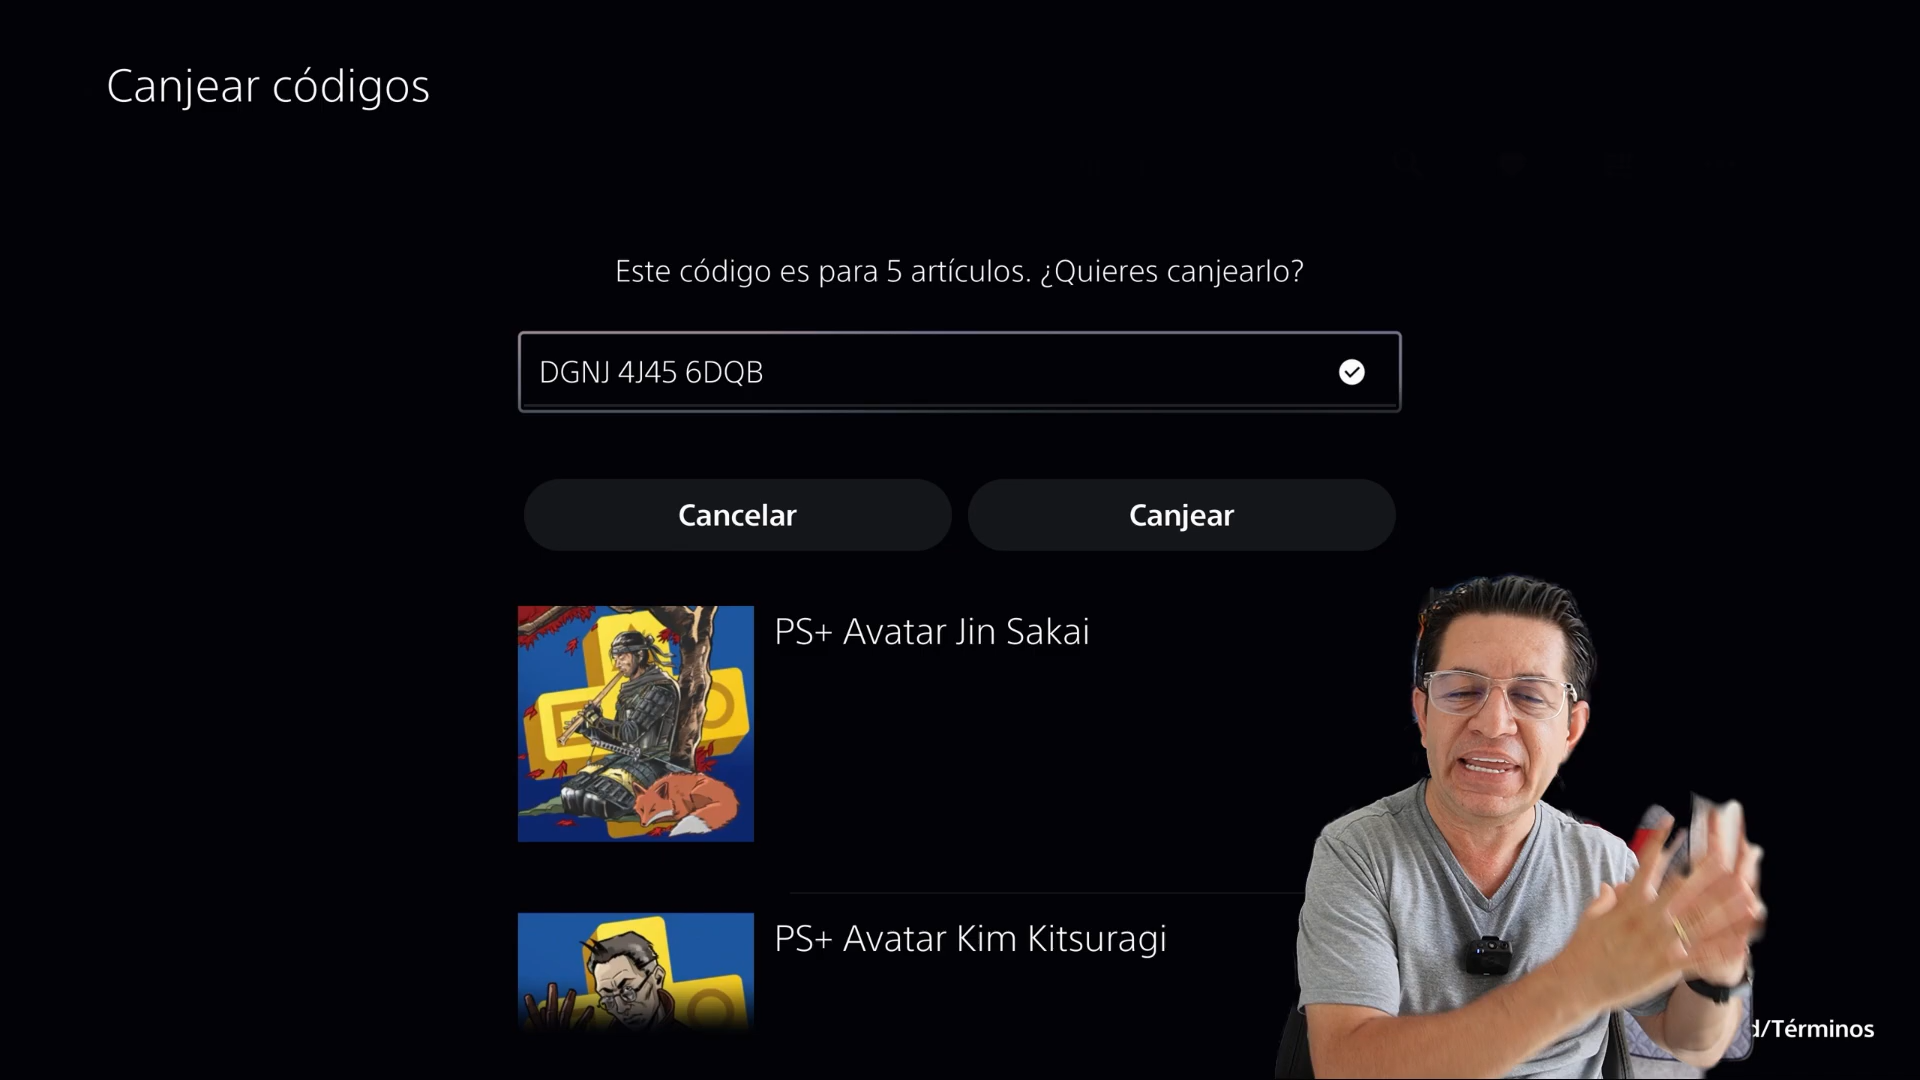 Canjear códigos
Este código es para 5 artículos. ¿Quieres canjearlo?
DGNJ 4J45 6DQB
Cancelar
Canjear
PS+ Avatar Jin Sakai
PS+ Avatar Kim Kitsuragi
d/Términos